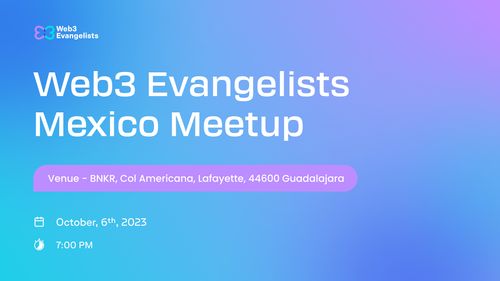 Web3
Evangelists
Web3 Evangelists
Mexico Meetup
Venue - BNKR, Col Americana, Lafayette, 44600 Guadalajara
October, 6th, 2023
7:00 PM